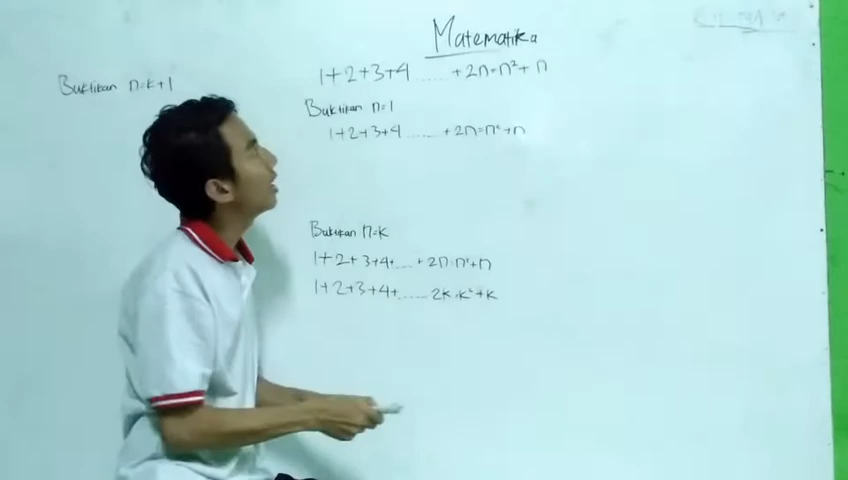 Matematika
1+2+3+4 ...... +2n=n²+n
Buktikan n=1
1+2+3+4 ...... +2n=n²+n
Buktikan n=k
1+2+3+4+.... +2n=n²+n
1+2+3+4+...... 2k=k²+k
Buktikan n=k+1